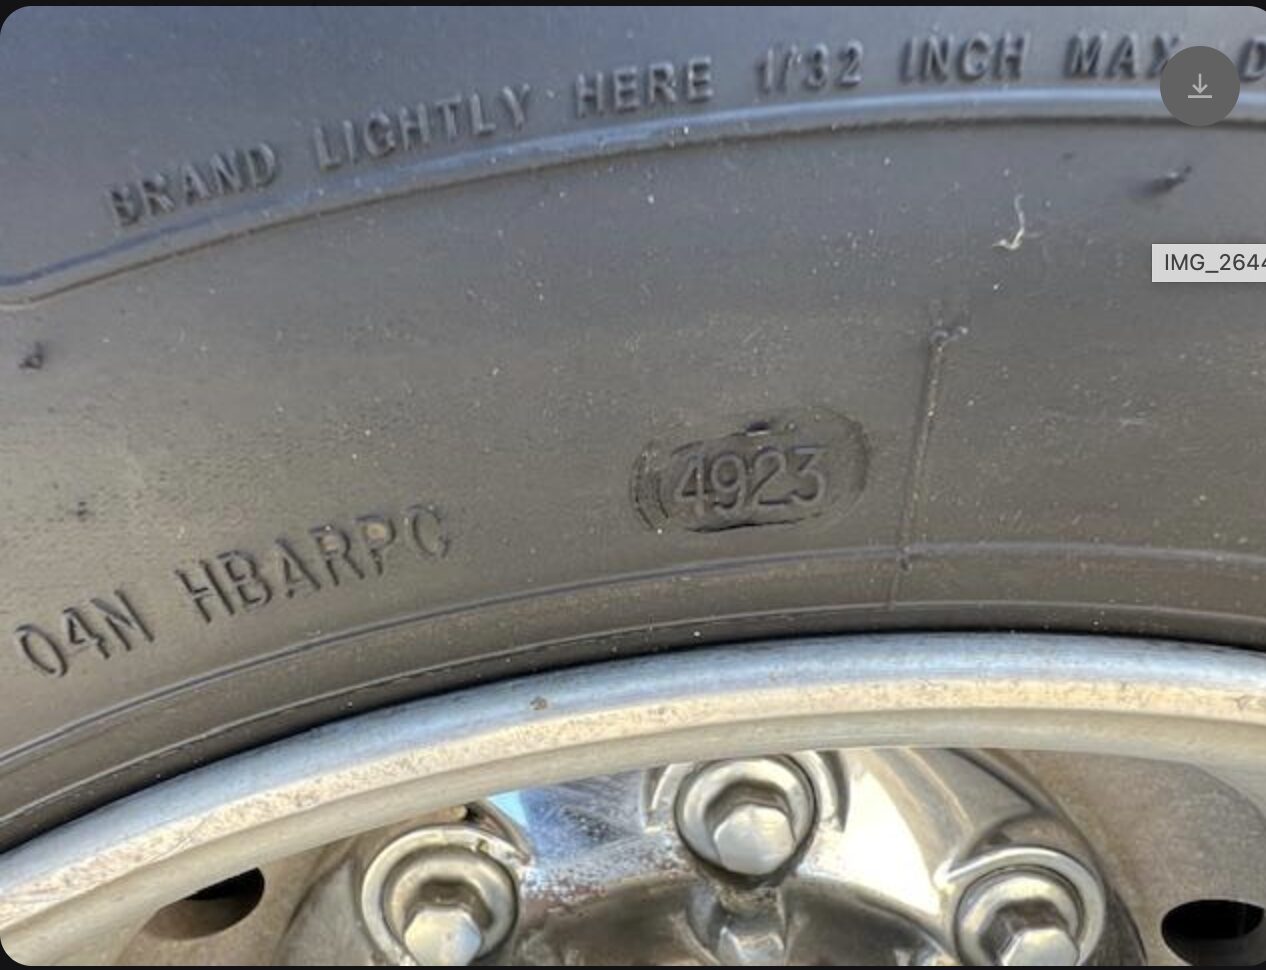 BRAND LIGHTLY HERE 1/32 INCH MAX D
IMG_2644
4923
04N HBARPC